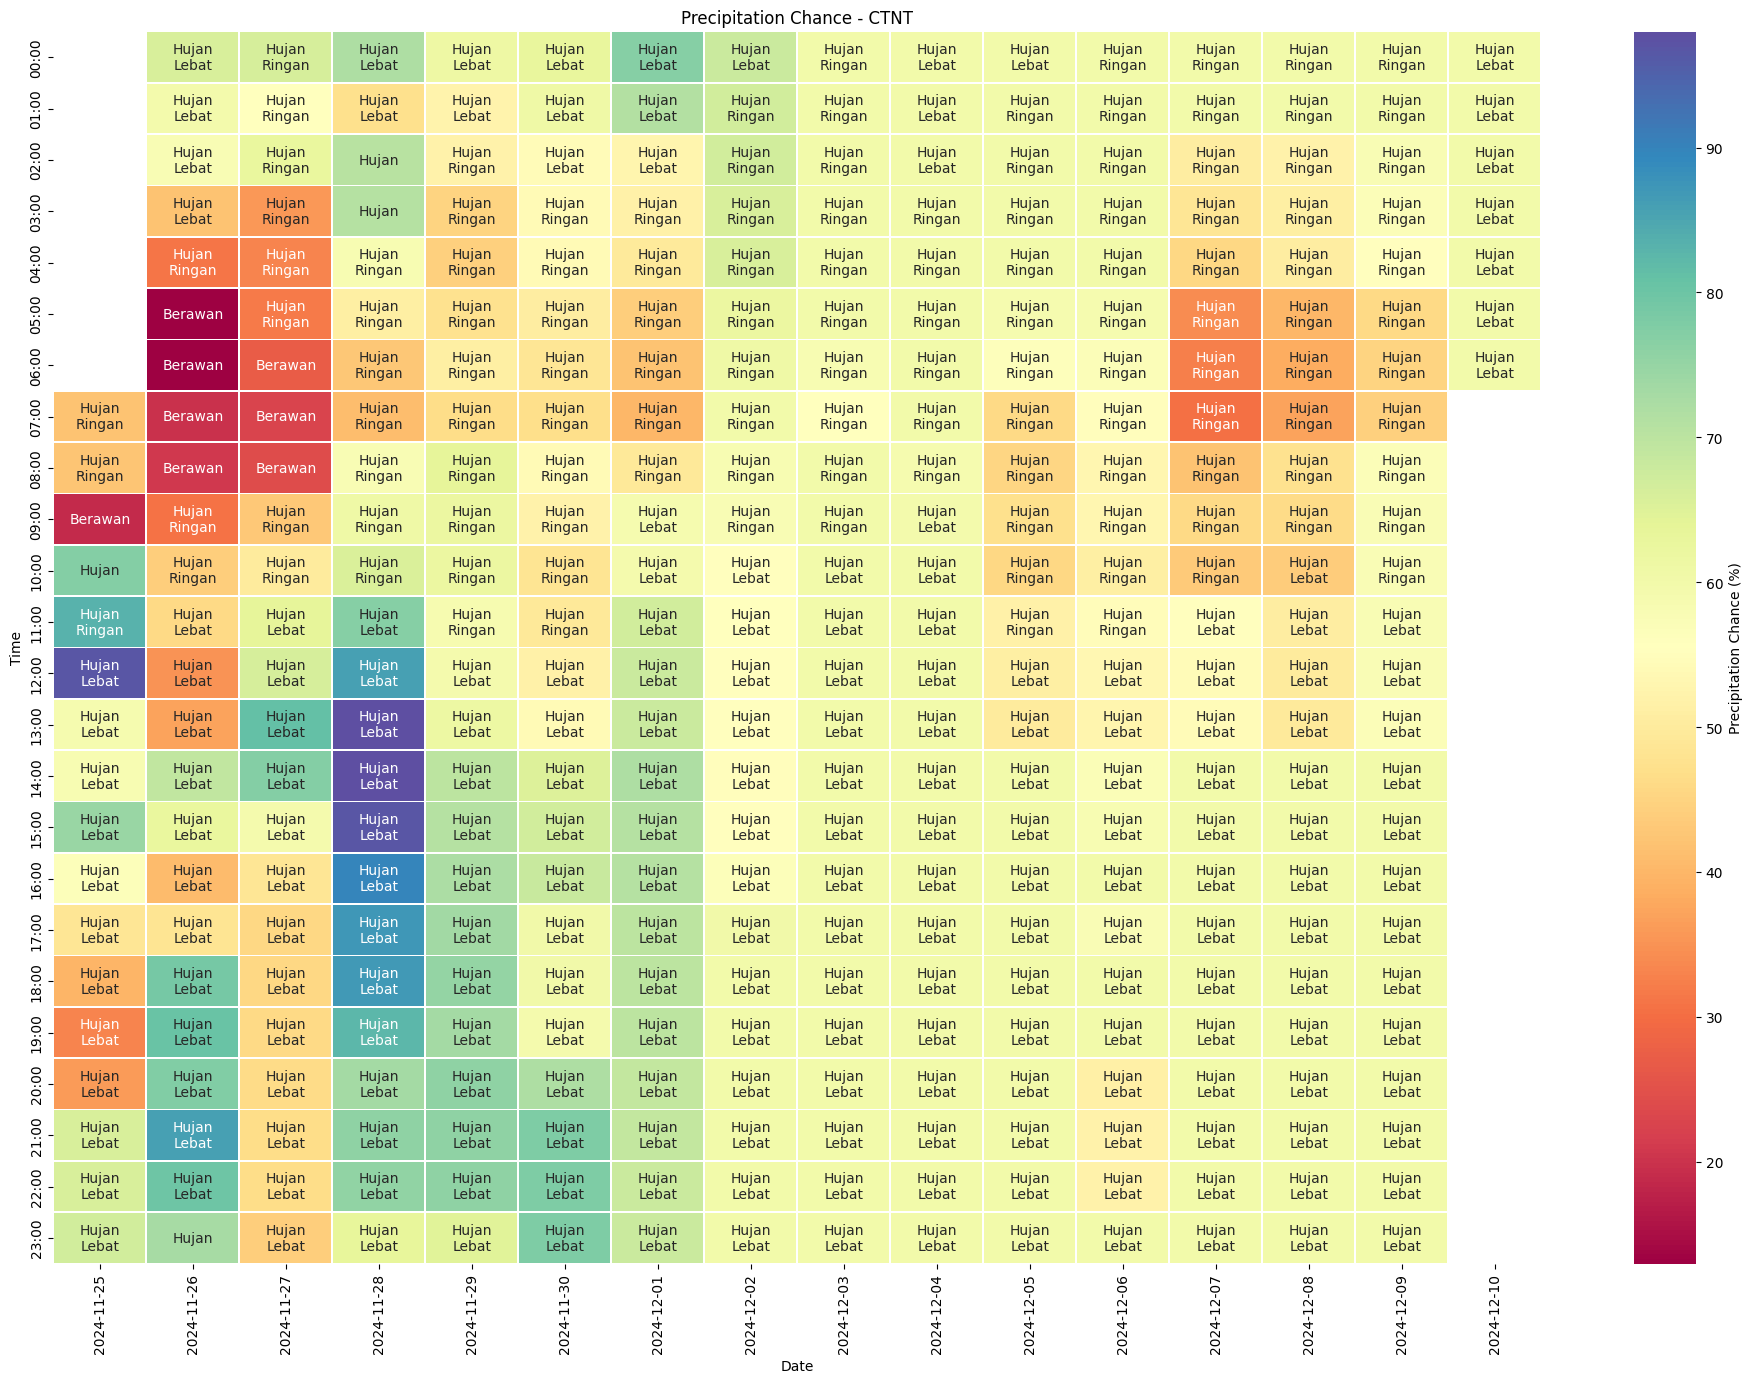 Precipitation Chance - CTNT
00:00 Hujan Lebat Hujan Ringan Hujan Lebat Hujan Lebat Hujan Lebat Hujan Lebat Hujan Lebat Hujan Ringan Hujan Lebat Hujan Lebat Hujan Ringan Hujan Ringan Hujan Ringan Hujan Ringan Hujan Lebat
01:00 Hujan Lebat Hujan Ringan Hujan Lebat Hujan Lebat Hujan Lebat Hujan Lebat Hujan Ringan Hujan Ringan Hujan Lebat Hujan Ringan Hujan Ringan Hujan Ringan Hujan Ringan Hujan Ringan Hujan Lebat
02:00 Hujan Lebat Hujan Ringan Hujan Hujan Ringan Hujan Lebat Hujan Lebat Hujan Ringan Hujan Ringan Hujan Ringan Hujan Ringan Hujan Ringan Hujan Ringan Hujan Ringan Hujan Ringan Hujan Lebat
03:00 Hujan Lebat Hujan Ringan Hujan Hujan Ringan Hujan Ringan Hujan Ringan Hujan Ringan Hujan Ringan Hujan Ringan Hujan Ringan Hujan Ringan Hujan Ringan Hujan Ringan Hujan Ringan Hujan Lebat
04:00 Hujan Ringan Hujan Ringan Hujan Ringan Hujan Ringan Hujan Ringan Hujan Ringan Hujan Ringan Hujan Ringan Hujan Ringan Hujan Ringan Hujan Ringan Hujan Ringan Hujan Ringan Hujan Ringan Hujan Lebat
05:00 Berawan Hujan Ringan Hujan Ringan Hujan Ringan Hujan Ringan Hujan Ringan Hujan Ringan Hujan Ringan Hujan Ringan Hujan Ringan Hujan Ringan Hujan Ringan Hujan Ringan Hujan Ringan Hujan Lebat
06:00 Berawan Berawan Hujan Ringan Hujan Ringan Hujan Ringan Hujan Ringan Hujan Ringan Hujan Ringan Hujan Ringan Hujan Ringan Hujan Ringan Hujan Ringan Hujan Ringan Hujan Ringan Hujan Lebat
07:00 Hujan Ringan Berawan Berawan Hujan Ringan Hujan Ringan Hujan Ringan Hujan Ringan Hujan Ringan Hujan Ringan Hujan Ringan Hujan Ringan Hujan Ringan Hujan Ringan Hujan Ringan Hujan Ringan
08:00 Hujan Ringan Berawan Berawan Hujan Ringan Hujan Ringan Hujan Ringan Hujan Ringan Hujan Ringan Hujan Ringan Hujan Ringan Hujan Ringan Hujan Ringan Hujan Ringan Hujan Ringan Hujan Ringan
09:00 Berawan Hujan Ringan Hujan Ringan Hujan Ringan Hujan Ringan Hujan Ringan Hujan Lebat Hujan Ringan Hujan Ringan Hujan Lebat Hujan Ringan Hujan Ringan Hujan Ringan Hujan Ringan Hujan Ringan
10:00 Hujan Hujan Ringan Hujan Ringan Hujan Ringan Hujan Ringan Hujan Ringan Hujan Lebat Hujan Lebat Hujan Lebat Hujan Lebat Hujan Ringan Hujan Ringan Hujan Ringan Hujan Lebat Hujan Ringan
11:00 Hujan Ringan Hujan Lebat Hujan Lebat Hujan Lebat Hujan Ringan Hujan Ringan Hujan Lebat Hujan Lebat Hujan Lebat Hujan Lebat Hujan Ringan Hujan Ringan Hujan Lebat Hujan Lebat Hujan Lebat
12:00 Hujan Lebat Hujan Lebat Hujan Lebat Hujan Lebat Hujan Lebat Hujan Lebat Hujan Lebat Hujan Lebat Hujan Lebat Hujan Lebat Hujan Lebat Hujan Lebat Hujan Lebat Hujan Lebat Hujan Lebat
13:00 Hujan Lebat Hujan Lebat Hujan Lebat Hujan Lebat Hujan Lebat Hujan Lebat Hujan Lebat Hujan Lebat Hujan Lebat Hujan Lebat Hujan Lebat Hujan Lebat Hujan Lebat Hujan Lebat Hujan Lebat
14:00 Hujan Lebat Hujan Lebat Hujan Lebat Hujan Lebat Hujan Lebat Hujan Lebat Hujan Lebat Hujan Lebat Hujan Lebat Hujan Lebat Hujan Lebat Hujan Lebat Hujan Lebat Hujan Lebat Hujan Lebat
15:00 Hujan Lebat Hujan Lebat Hujan Lebat Hujan Lebat Hujan Lebat Hujan Lebat Hujan Lebat Hujan Lebat Hujan Lebat Hujan Lebat Hujan Lebat Hujan Lebat Hujan Lebat Hujan Lebat Hujan Lebat
16:00 Hujan Lebat Hujan Lebat Hujan Lebat Hujan Lebat Hujan Lebat Hujan Lebat Hujan Lebat Hujan Lebat Hujan Lebat Hujan Lebat Hujan Lebat Hujan Lebat Hujan Lebat Hujan Lebat Hujan Lebat
17:00 Hujan Lebat Hujan Lebat Hujan Lebat Hujan Lebat Hujan Lebat Hujan Lebat Hujan Lebat Hujan Lebat Hujan Lebat Hujan Lebat Hujan Lebat Hujan Lebat Hujan Lebat Hujan Lebat Hujan Lebat
18:00 Hujan Lebat Hujan Lebat Hujan Lebat Hujan Lebat Hujan Lebat Hujan Lebat Hujan Lebat Hujan Lebat Hujan Lebat Hujan Lebat Hujan Lebat Hujan Lebat Hujan Lebat Hujan Lebat Hujan Lebat
19:00 Hujan Lebat Hujan Lebat Hujan Lebat Hujan Lebat Hujan Lebat Hujan Lebat Hujan Lebat Hujan Lebat Hujan Lebat Hujan Lebat Hujan Lebat Hujan Lebat Hujan Lebat Hujan Lebat Hujan Lebat
20:00 Hujan Lebat Hujan Lebat Hujan Lebat Hujan Lebat Hujan Lebat Hujan Lebat Hujan Lebat Hujan Lebat Hujan Lebat Hujan Lebat Hujan Lebat Hujan Lebat Hujan Lebat Hujan Lebat Hujan Lebat
21:00 Hujan Lebat Hujan Lebat Hujan Lebat Hujan Lebat Hujan Lebat Hujan Lebat Hujan Lebat Hujan Lebat Hujan Lebat Hujan Lebat Hujan Lebat Hujan Lebat Hujan Lebat Hujan Lebat Hujan Lebat
22:00 Hujan Lebat Hujan Lebat Hujan Lebat Hujan Lebat Hujan Lebat Hujan Lebat Hujan Lebat Hujan Lebat Hujan Lebat Hujan Lebat Hujan Lebat Hujan Lebat Hujan Lebat Hujan Lebat Hujan Lebat
23:00 Hujan Lebat Hujan Hujan Lebat Hujan Lebat Hujan Lebat Hujan Lebat Hujan Lebat Hujan Lebat Hujan Lebat Hujan Lebat Hujan Lebat Hujan Lebat Hujan Lebat Hujan Lebat Hujan Lebat
Time
2024-11-25 2024-11-26 2024-11-27 2024-11-28 2024-11-29 2024-11-30 2024-12-01 2024-12-02 2024-12-03 2024-12-04 2024-12-05 2024-12-06 2024-12-07 2024-12-08 2024-12-09 2024-12-10
Date
90
80
70
60
50
40
30
20
Precipitation Chance (%)